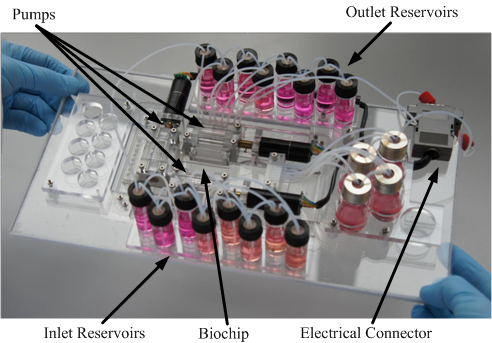 Pumps
Outlet Reservoirs
Inlet Reservoirs
Biochip
Electrical Connector